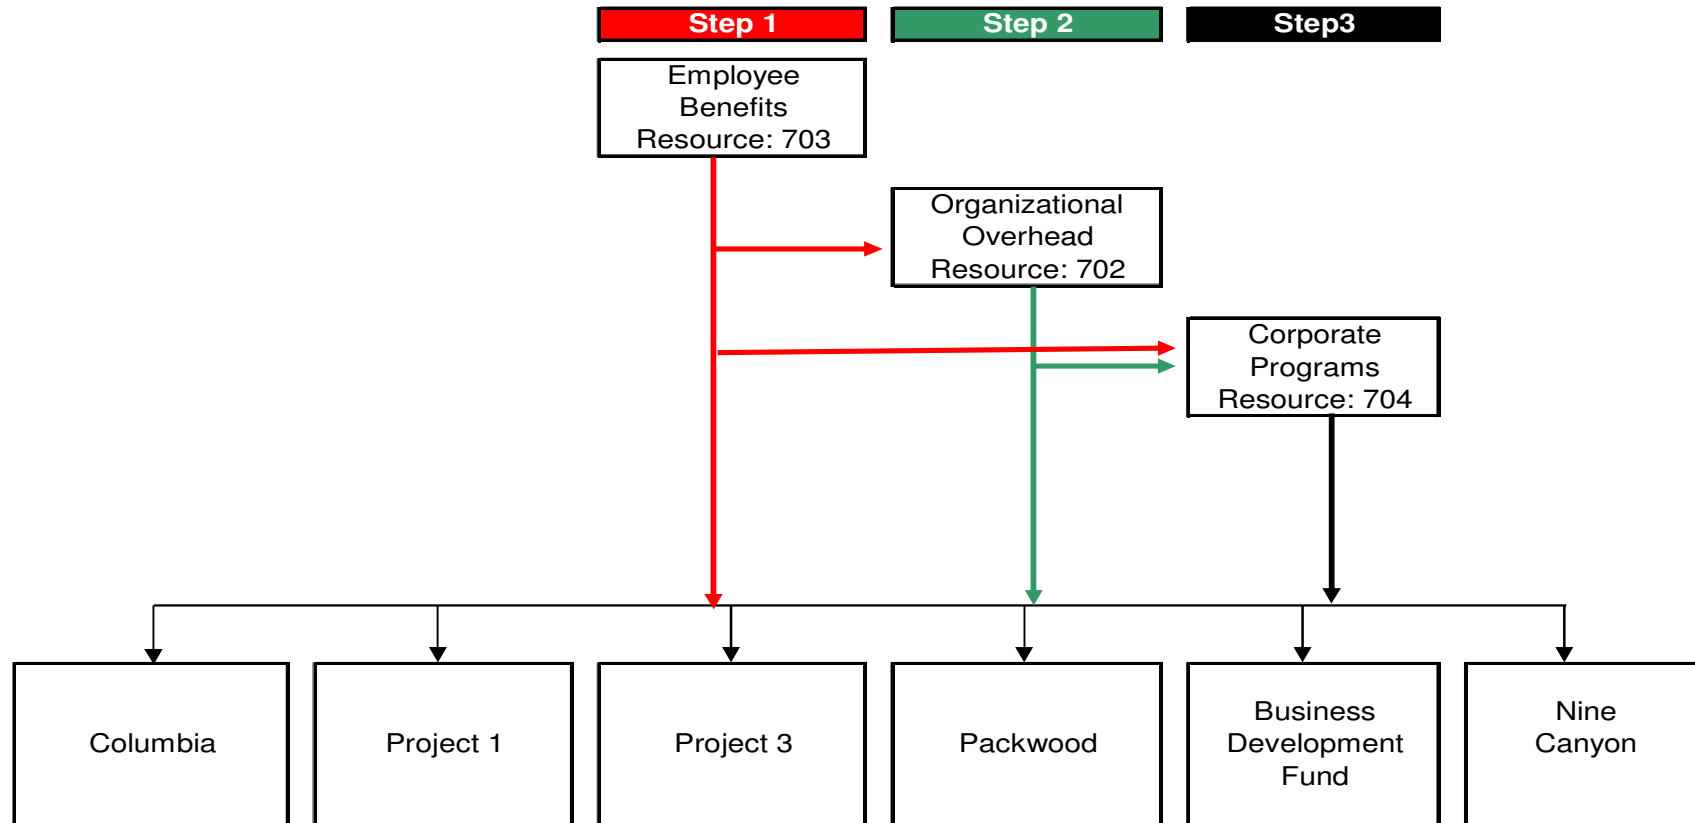 Step 1
Step 2
Step3
Employee
Benefits
Resource: 703
Organizational
Overhead
Resource: 702
Corporate
Programs
Resource: 704
Columbia
Project 1
Project 3
Packwood
Business
Development
Fund
Nine
Canyon